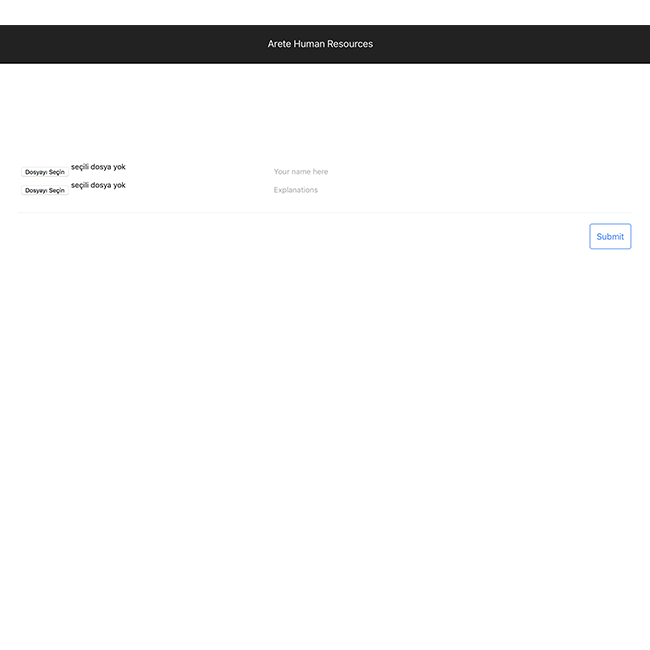 Arete Human Resources
Dosyayı Seçin seçili dosya yok
Your name here
Dosyayı Seçin seçili dosya yok
Explanations
Submit